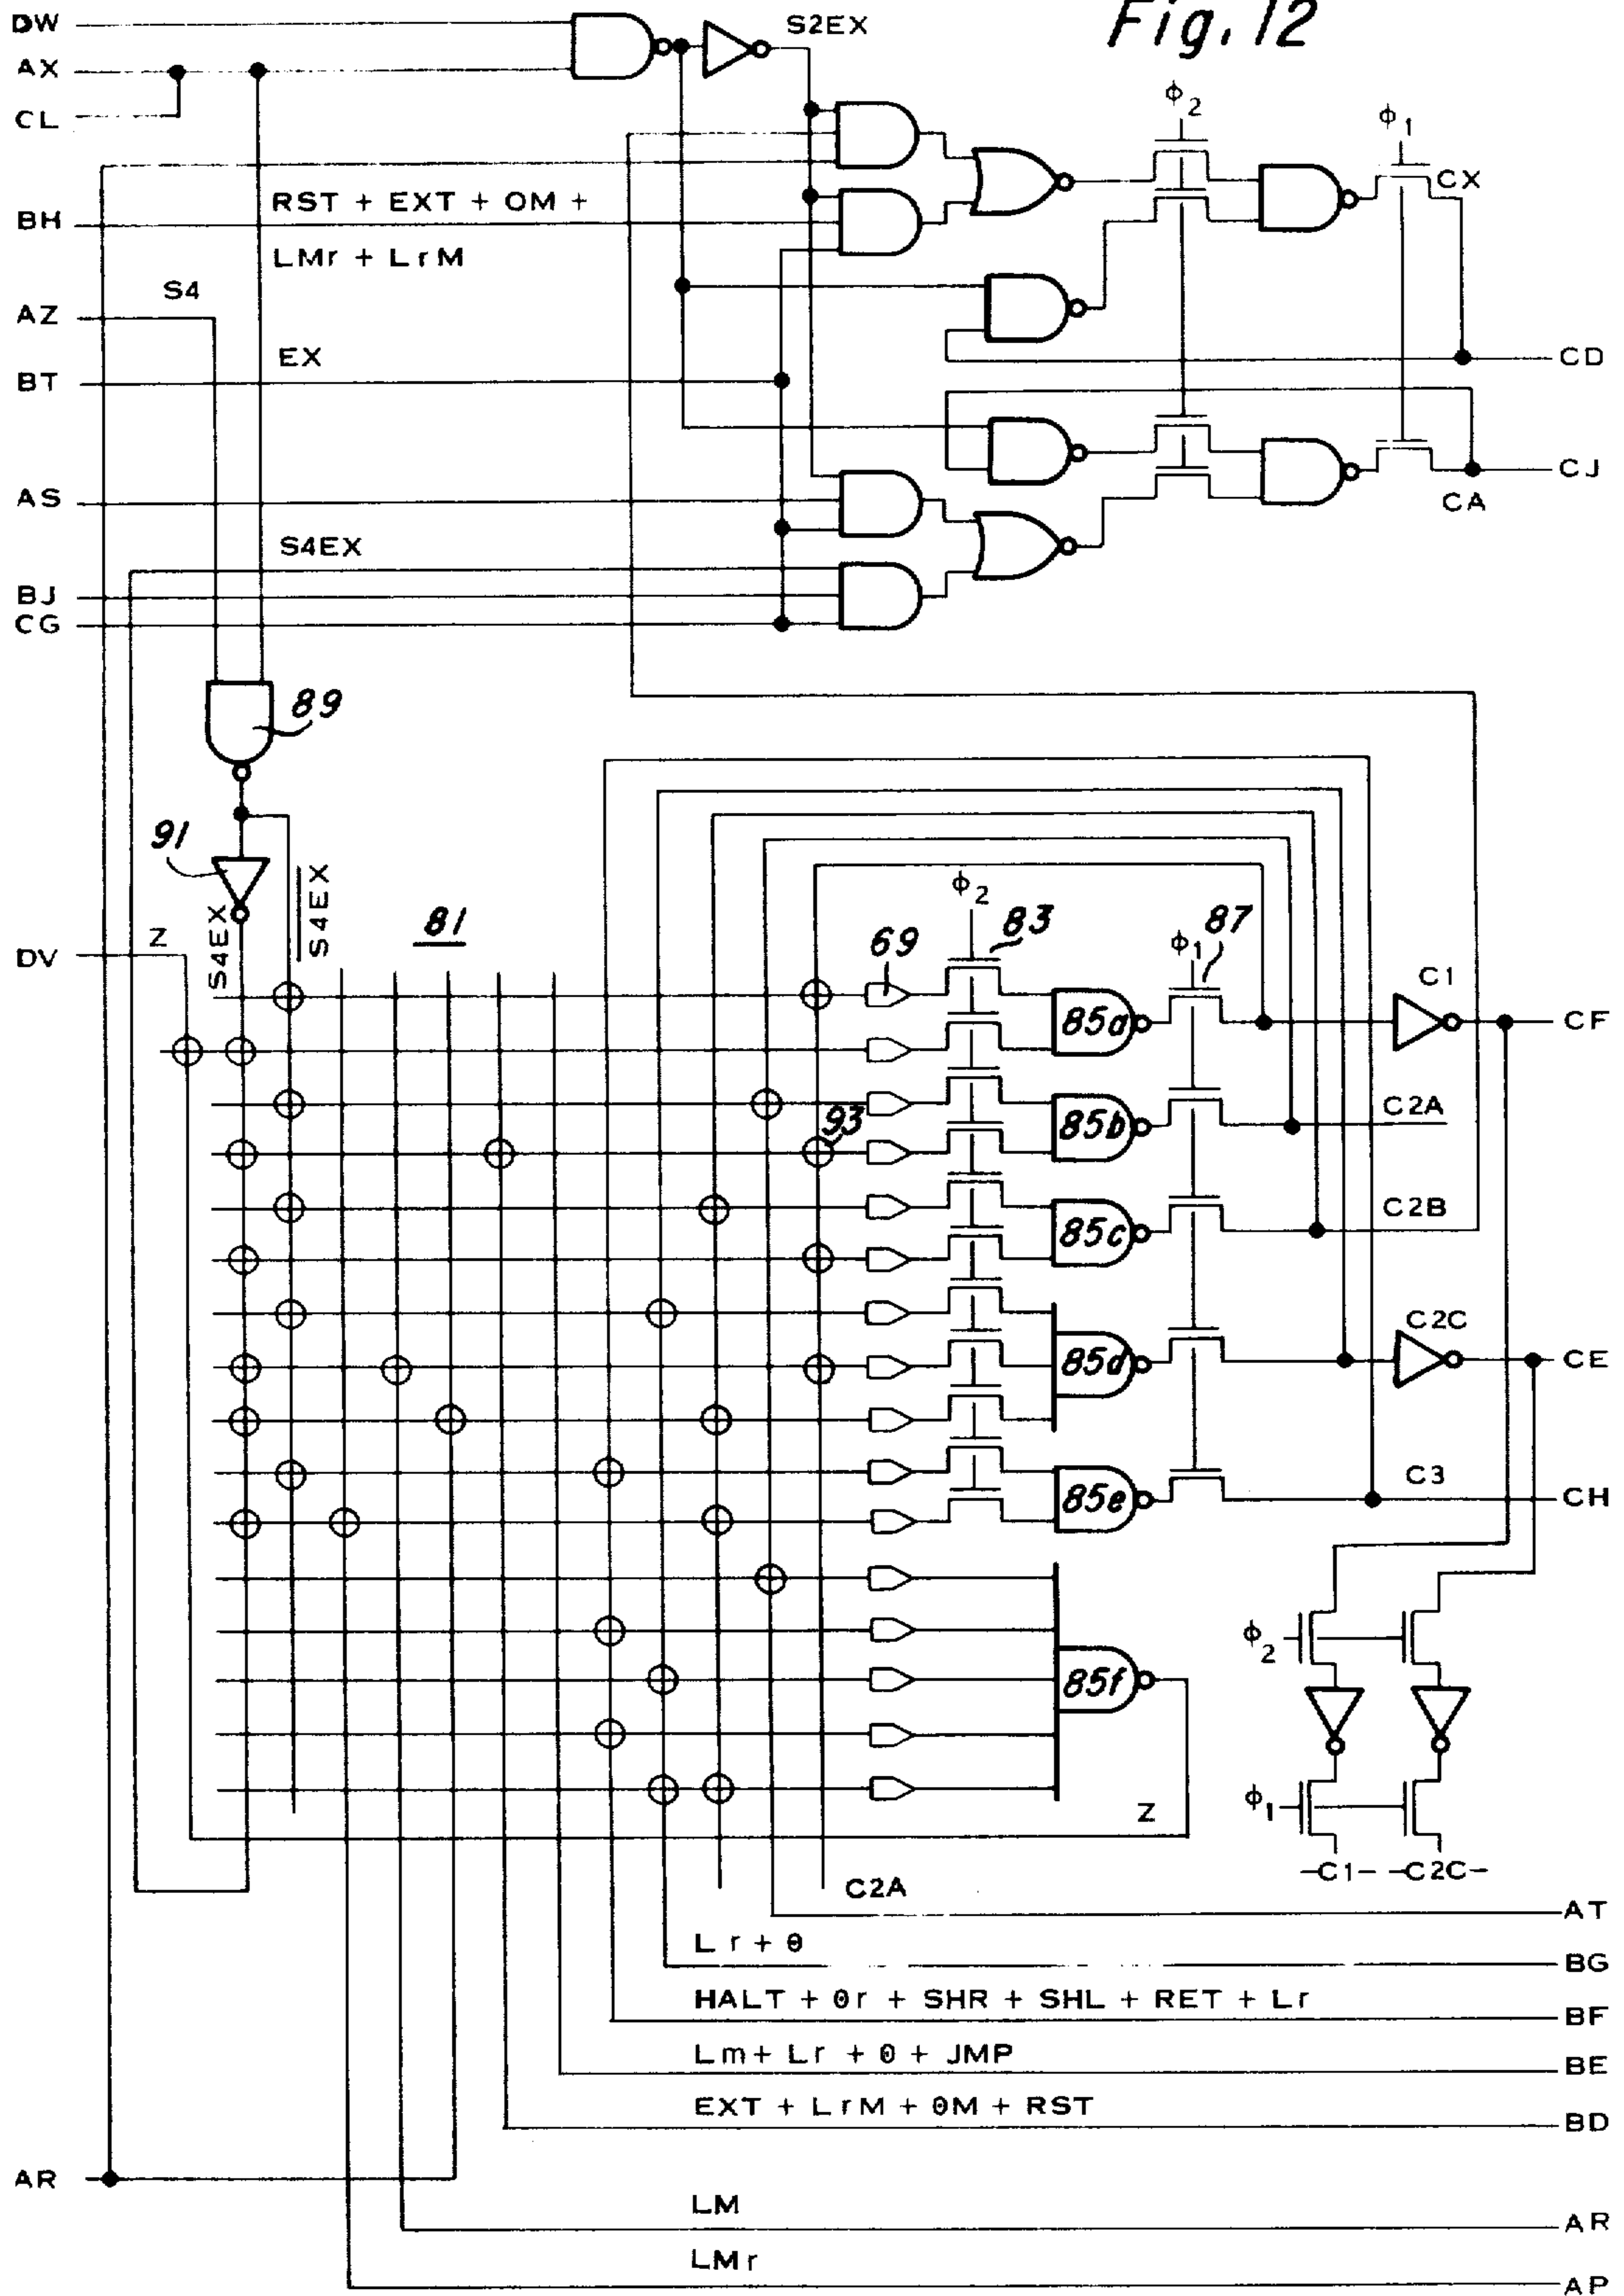 Fig. 12
DW
S2EX
AX
CL
ϕ2
ϕ1
CX
RST + EXT + OM +
BH
LMr + LrM
S4
AZ
EX
CD
BT
CJ
AS
CA
S4EX
BJ
CG
89
91
S4EX
S4EX
Z
DV
81
69
ϕ2
83
ϕ1
87
C1
85a
CF
93
85b
C2A
85c
C2B
85d
C2C
CE
85e
C3
CH
85f
ϕ2
Z
ϕ1
-C1- -C2C-
C2A
AT
Lr + θ
BG
HALT + θr + SHR + SHL + RET + Lr
BF
Lm+ Lr + θ + JMP
BE
EXT + LrM + θM + RST
BD
AR
LM
AR
LMr
AP